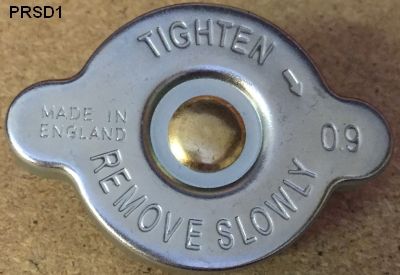 PRSD1
TIGHTEN
MADE IN
ENGLAND
0.9
REMOVE SLOWLY